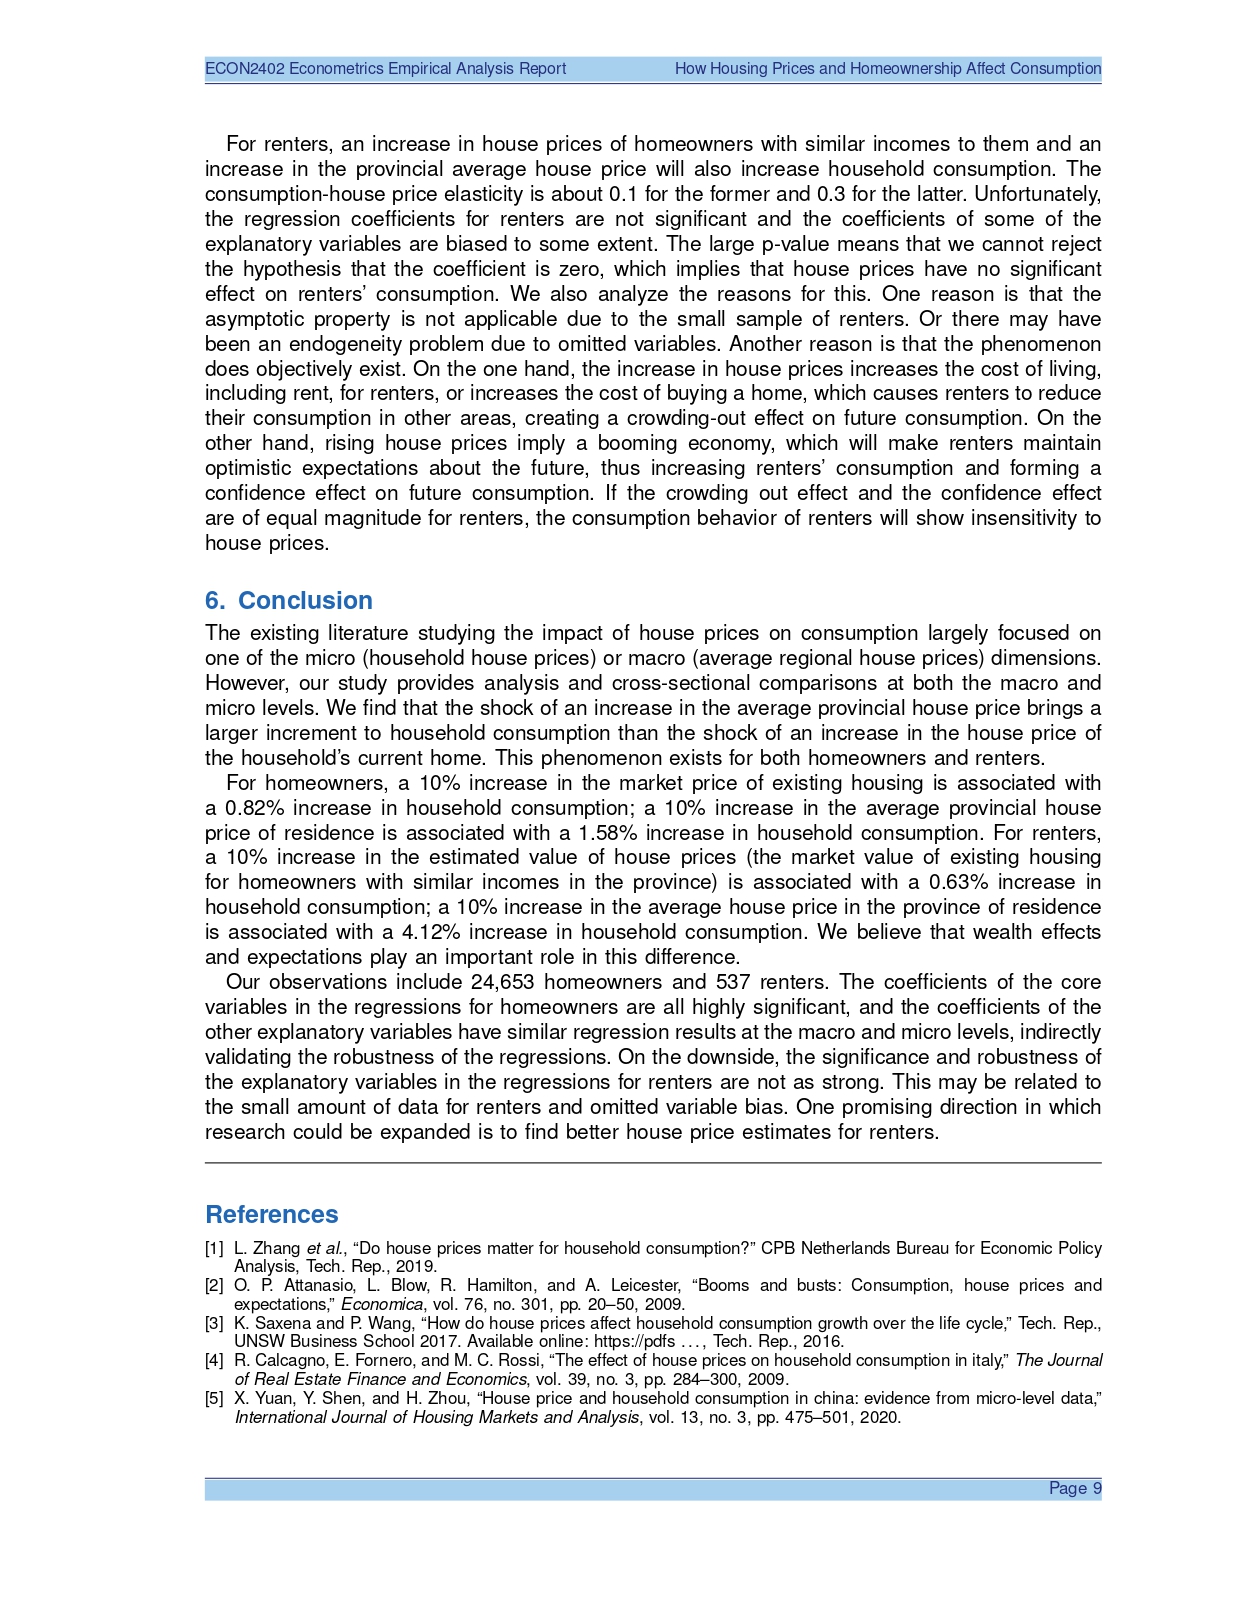 ECON2402 Econometrics Empirical Analysis Report How Housing Prices and Homeownership Affect Consumption
For renters, an increase in house prices of homeowners with similar incomes to them and an
increase in the provincial average house price will also increase household consumption. The
consumption-house price elasticity is about 0.1 for the former and 0.3 for the latter. Unfortunately,
the regression coefficients for renters are not significant and the coefficients of some of the
explanatory variables are biased to some extent. The large p-value means that we cannot reject
the hypothesis that the coefficient is zero, which implies that house prices have no significant
effect on renters’ consumption. We also analyze the reasons for this. One reason is that the
asymptotic property is not applicable due to the small sample of renters. Or there may have
been an endogeneity problem due to omitted variables. Another reason is that the phenomenon
does objectively exist. On the one hand, the increase in house prices increases the cost of living,
including rent, for renters, or increases the cost of buying a home, which causes renters to reduce
their consumption in other areas, creating a crowding-out effect on future consumption. On the
other hand, rising house prices imply a booming economy, which will make renters maintain
optimistic expectations about the future, thus increasing renters’ consumption and forming a
confidence effect on future consumption. If the crowding out effect and the confidence effect
are of equal magnitude for renters, the consumption behavior of renters will show insensitivity to
house prices.
6. Conclusion
The existing literature studying the impact of house prices on consumption largely focused on
one of the micro (household house prices) or macro (average regional house prices) dimensions.
However, our study provides analysis and cross-sectional comparisons at both the macro and
micro levels. We find that the shock of an increase in the average provincial house price brings a
larger increment to household consumption than the shock of an increase in the house price of
the household’s current home. This phenomenon exists for both homeowners and renters.
For homeowners, a 10% increase in the market price of existing housing is associated with
a 0.82% increase in household consumption; a 10% increase in the average provincial house
price of residence is associated with a 1.58% increase in household consumption. For renters,
a 10% increase in the estimated value of house prices (the market value of existing housing
for homeowners with similar incomes in the province) is associated with a 0.63% increase in
household consumption; a 10% increase in the average house price in the province of residence
is associated with a 4.12% increase in household consumption. We believe that wealth effects
and expectations play an important role in this difference.
Our observations include 24,653 homeowners and 537 renters. The coefficients of the core
variables in the regressions for homeowners are all highly significant, and the coefficients of the
other explanatory variables have similar regression results at the macro and micro levels, indirectly
validating the robustness of the regressions. On the downside, the significance and robustness of
the explanatory variables in the regressions for renters are not as strong. This may be related to
the small amount of data for renters and omitted variable bias. One promising direction in which
research could be expanded is to find better house price estimates for renters.
References
[1] L. Zhang et al., “Do house prices matter for household consumption?” CPB Netherlands Bureau for Economic Policy
Analysis, Tech. Rep., 2019.
[2] O. P. Attanasio, L. Blow, R. Hamilton, and A. Leicester, “Booms and busts: Consumption, house prices and
expectations,” Economica, vol. 76, no. 301, pp. 20–50, 2009.
[3] K. Saxena and P. Wang, “How do house prices affect household consumption growth over the life cycle,” Tech. Rep.,
UNSW Business School 2017. Available online: https://pdfs . . . , Tech. Rep., 2016.
[4] R. Calcagno, E. Fornero, and M. C. Rossi, “The effect of house prices on household consumption in italy,” The Journal
of Real Estate Finance and Economics, vol. 39, no. 3, pp. 284–300, 2009.
[5] X. Yuan, Y. Shen, and H. Zhou, “House price and household consumption in china: evidence from micro-level data,”
International Journal of Housing Markets and Analysis, vol. 13, no. 3, pp. 475–501, 2020.
Page 9